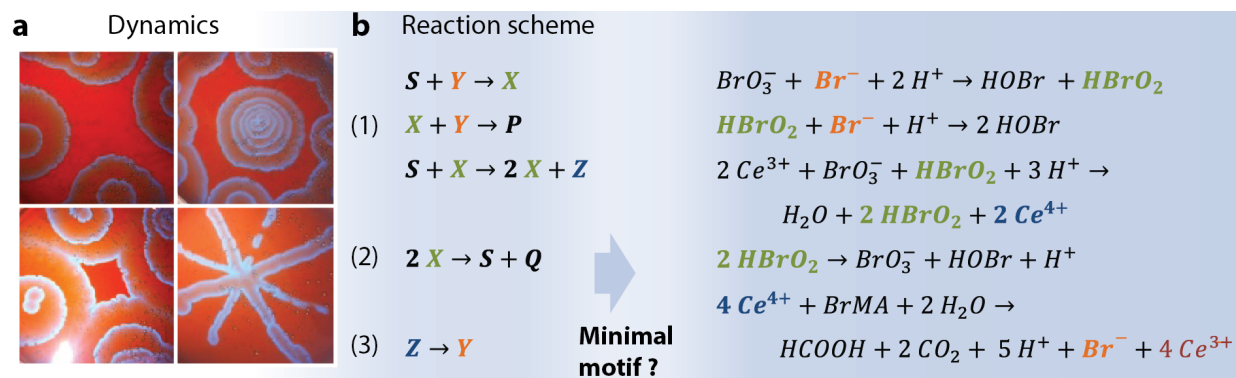 a Dynamics b Reaction scheme
S + Y → X BrO₃⁻ + Br⁻ + 2 H⁺ → HOBr + HBrO₂
(1) X + Y → P HBrO₂ + Br⁻ + H⁺ → 2 HOBr
S + X → 2 X + Z 2 Ce³⁺ + BrO₃⁻ + HBrO₂ + 3 H⁺ →
H₂O + 2 HBrO₂ + 2 Ce⁴⁺
(2) 2 X → S + Q 2 HBrO₂ → BrO₃⁻ + HOBr + H⁺
4 Ce⁴⁺ + BrMA + 2 H₂O →
(3) Z → Y Minimal HCOOH + 2 CO₂ + 5 H⁺ + Br⁻ + 4 Ce³⁺
motif ?